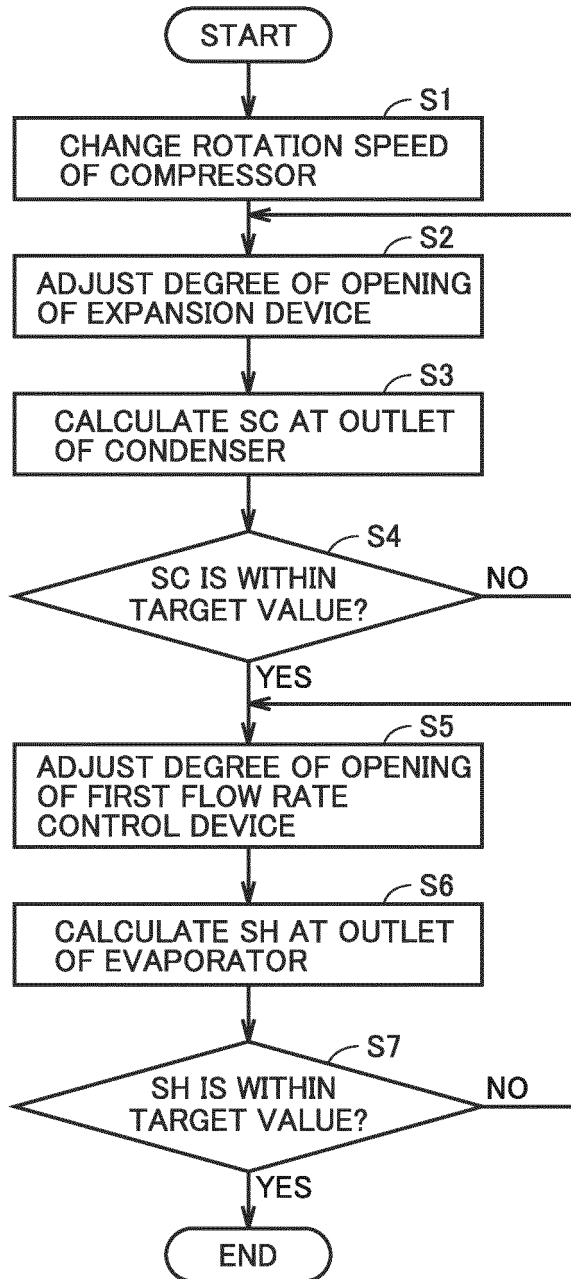 START
S1
CHANGE ROTATION SPEED
OF COMPRESSOR
S2
ADJUST DEGREE OF OPENING
OF EXPANSION DEVICE
S3
CALCULATE SC AT OUTLET
OF CONDENSER
S4
SC IS WITHIN
TARGET VALUE?
NO
YES
S5
ADJUST DEGREE OF OPENING
OF FIRST FLOW RATE
CONTROL DEVICE
S6
CALCULATE SH AT OUTLET
OF EVAPORATOR
S7
SH IS WITHIN
TARGET VALUE?
NO
YES
END